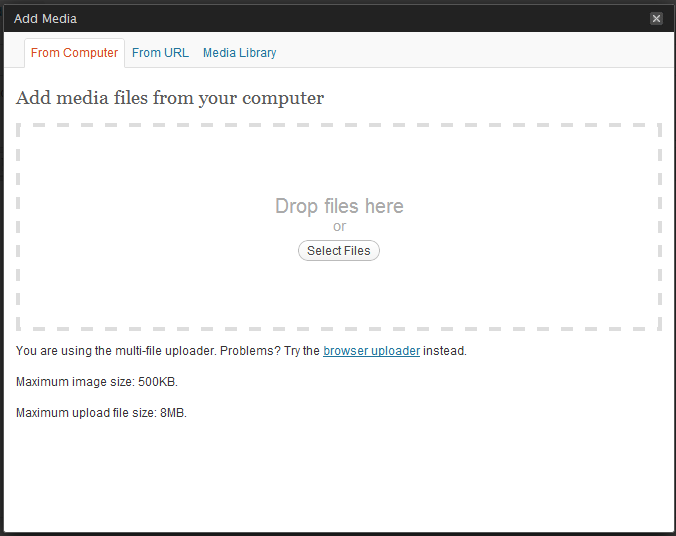 Add Media
From Computer From URL Media Library
Add media files from your computer
Drop files here
or
Select Files
You are using the multi-file uploader. Problems? Try the browser uploader instead.
Maximum image size: 500KB.
Maximum upload file size: 8MB.